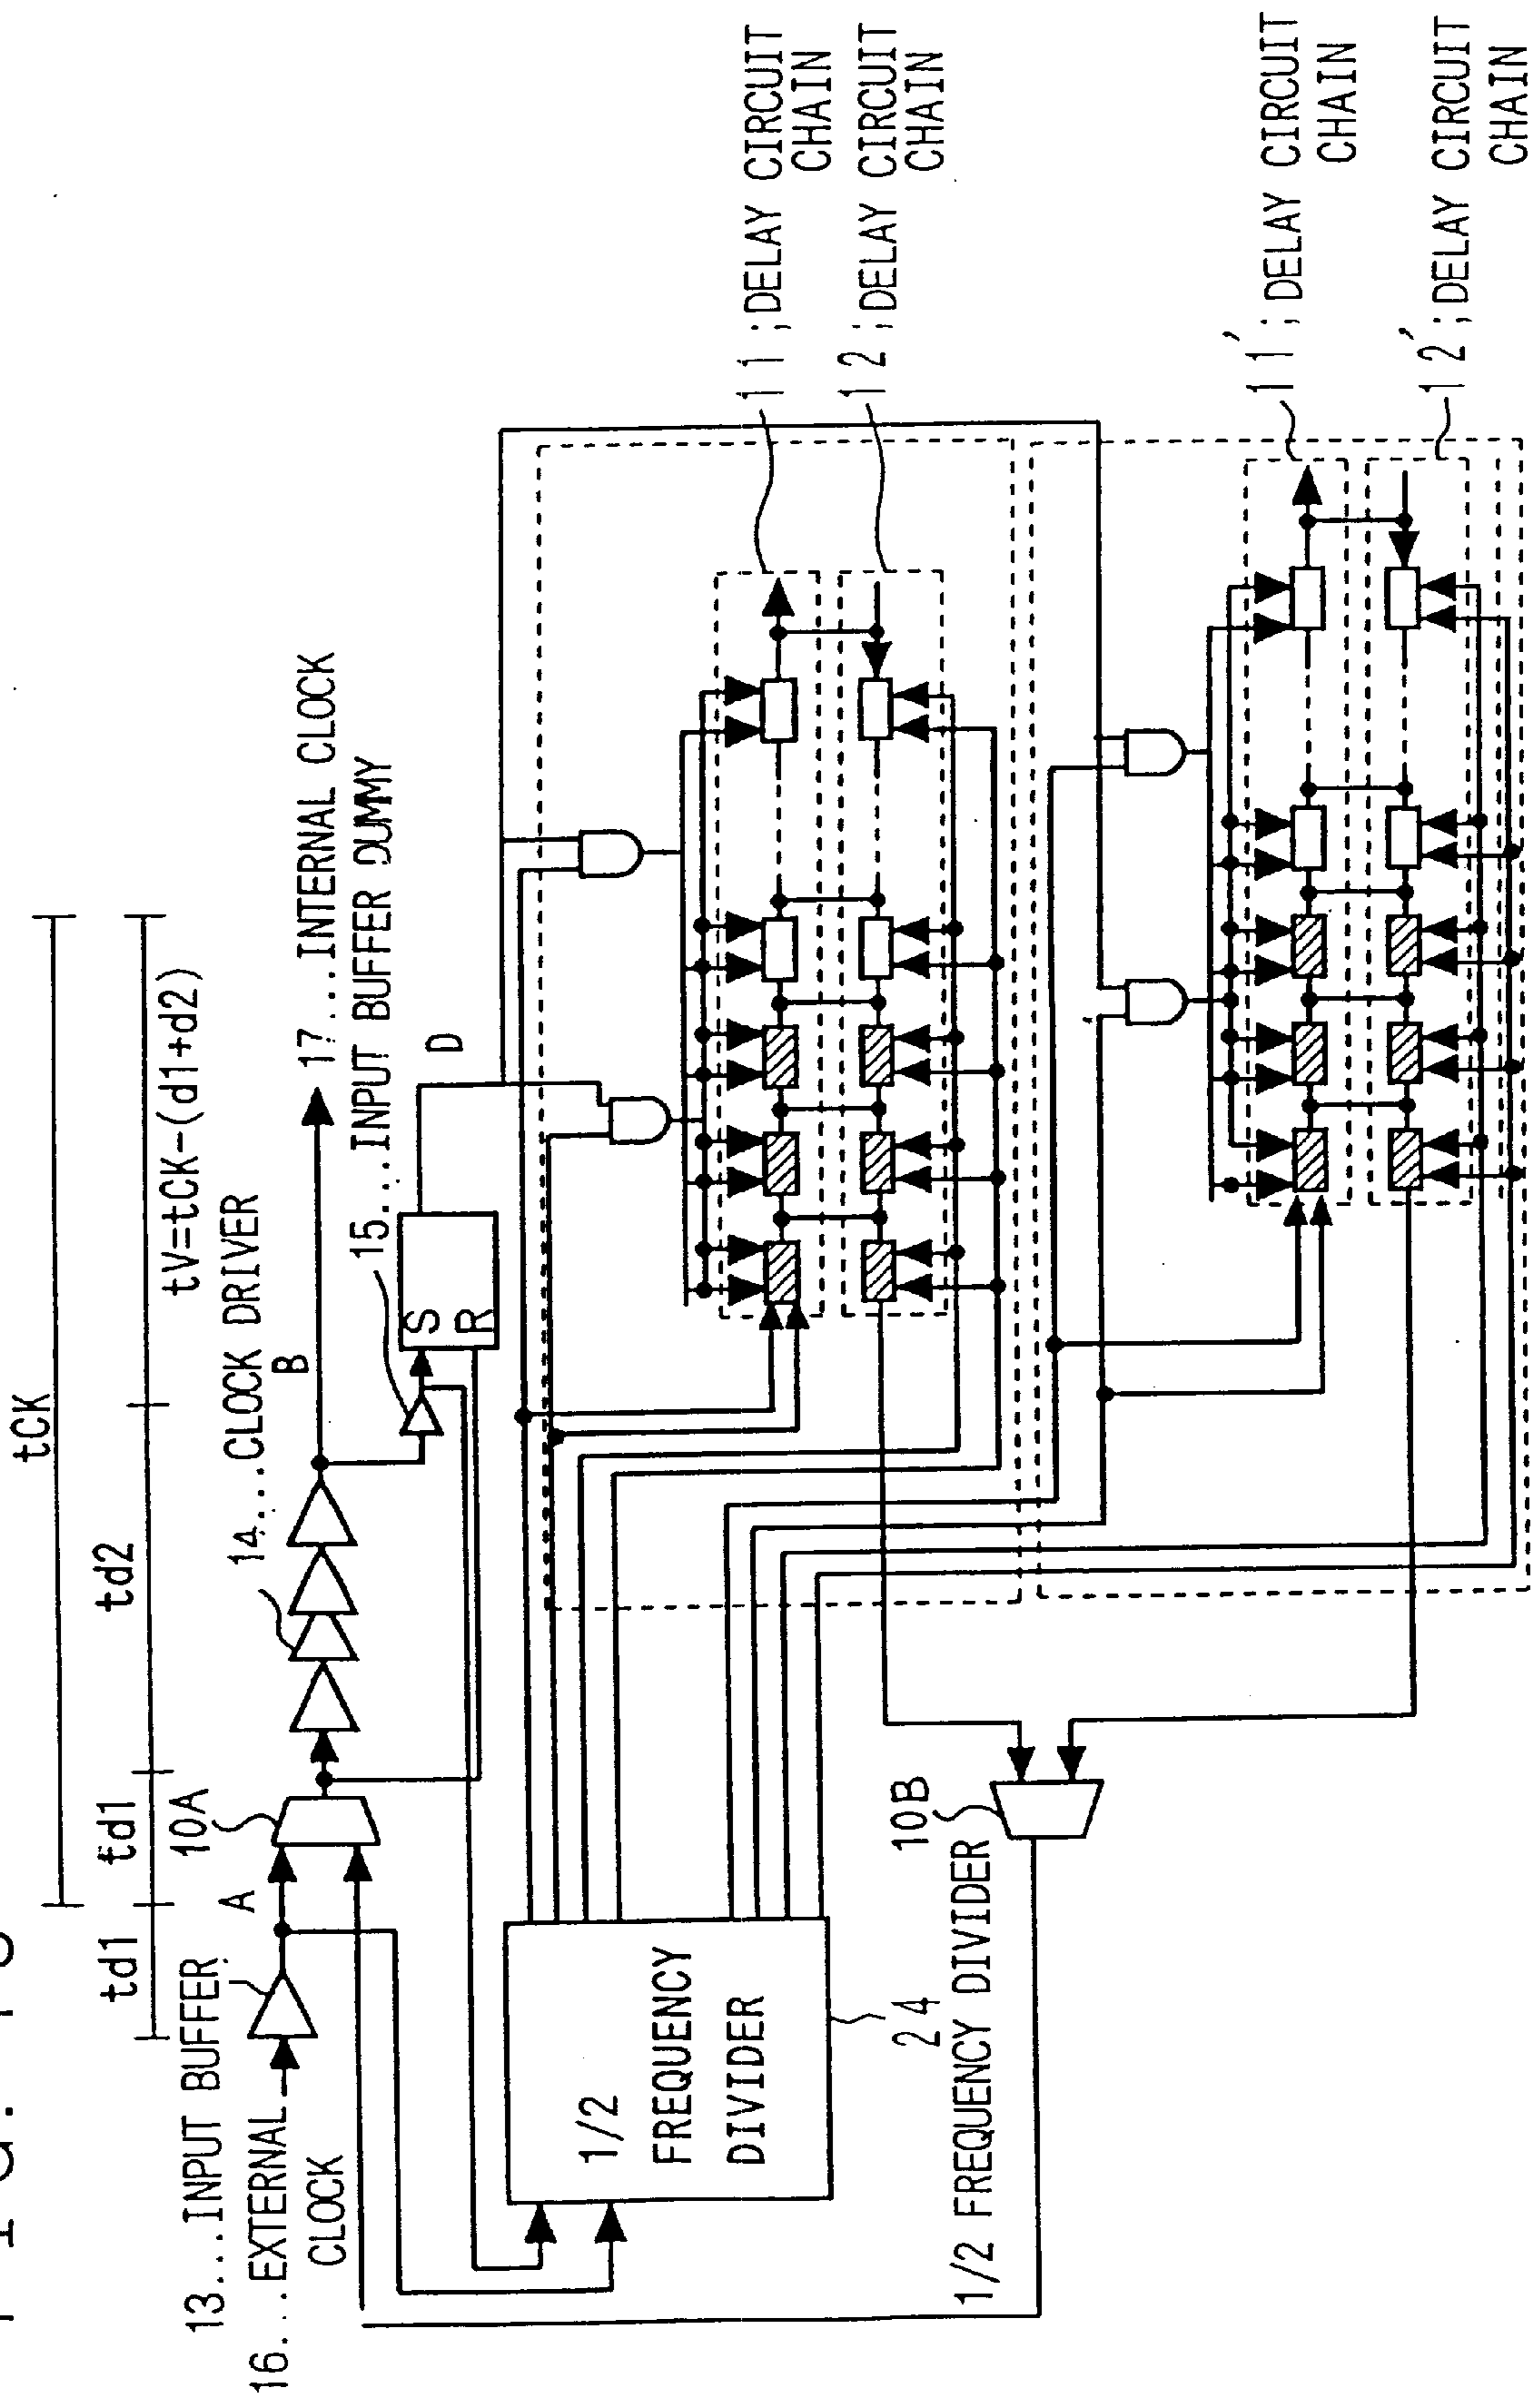 tCK
td1
td1
td2
tV=tCK-(d1+d2)
13...INPUT BUFFER
A
10A
14...CLOCK DRIVER
B
17...INTERNAL CLOCK
16...EXTERNAL
CLOCK
15...INPUT BUFFER DUMMY
S
R
D
1/2
FREQUENCY
DIVIDER
24
1/2 FREQUENCY DIVIDER
10B
11;DELAY CIRCUIT
CHAIN
12;DELAY CIRCUIT
CHAIN
11';DELAY CIRCUIT
CHAIN
12';DELAY CIRCUIT
CHAIN